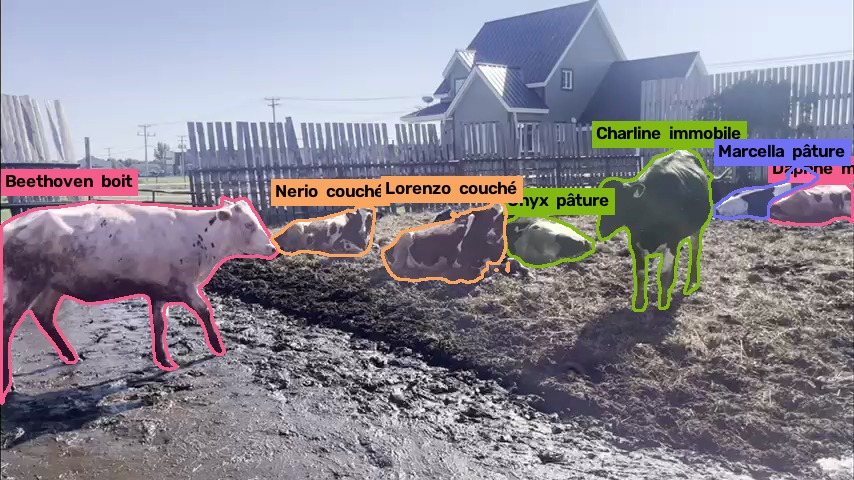 Beethoven boit
Nerio couché
Lorenzo couché
Onyx pâture
Charline immobile
Marcella pâture
Daphne m